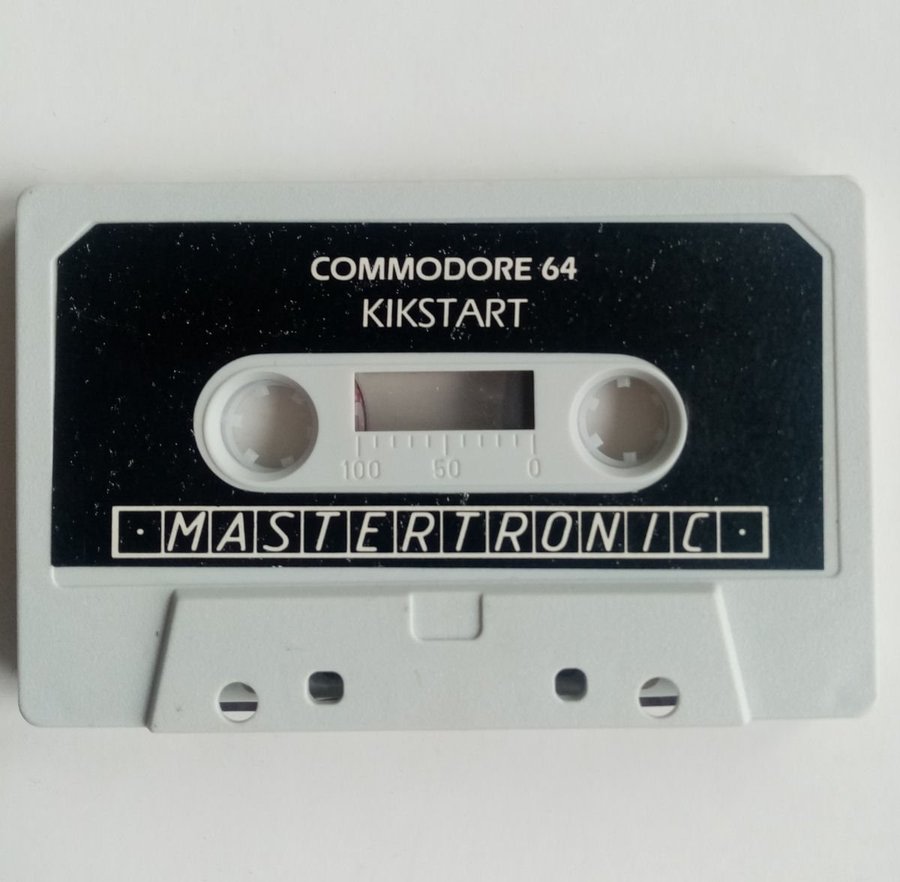 COMMODORE 64
KIKSTART
100 50 0
· MASTERTRONIC ·